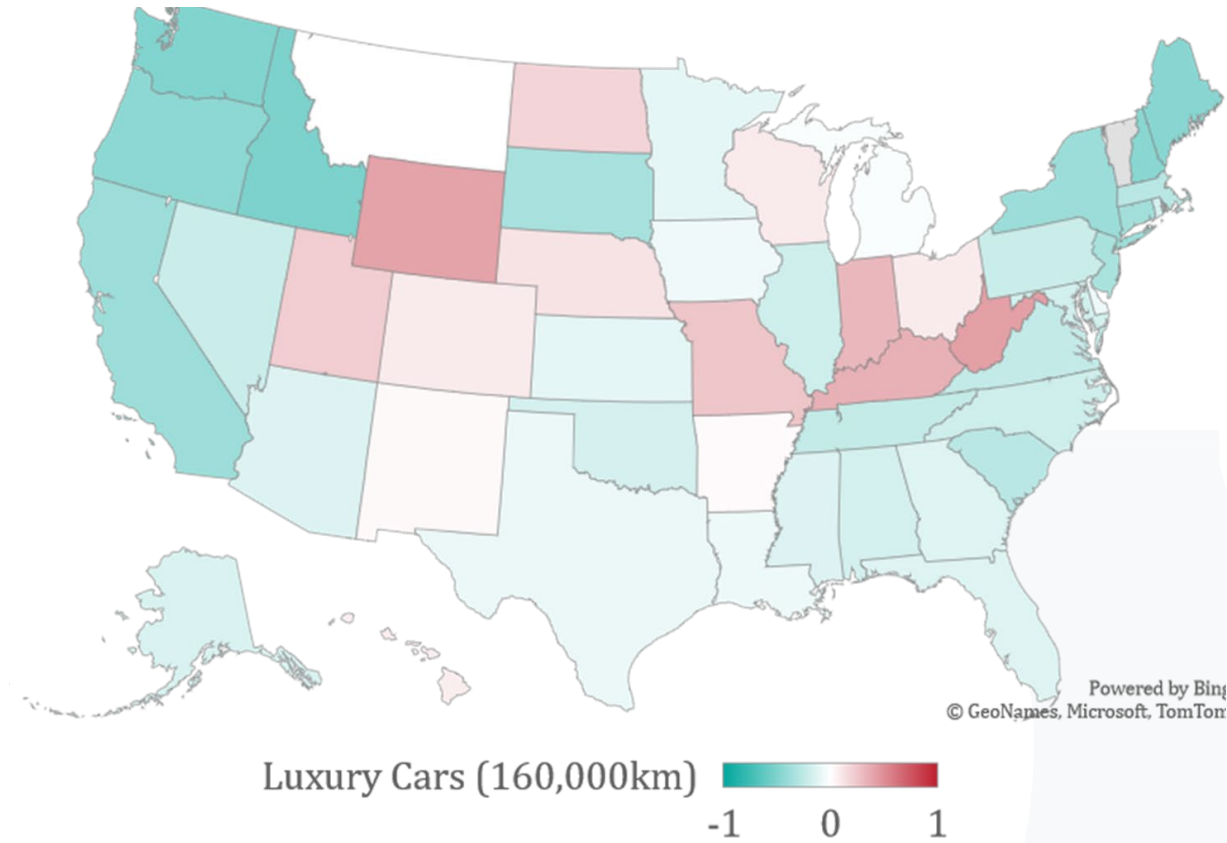 Powered by Bing
© GeoNames, Microsoft, TomTom
Luxury Cars (160,000km)
-1 0 1